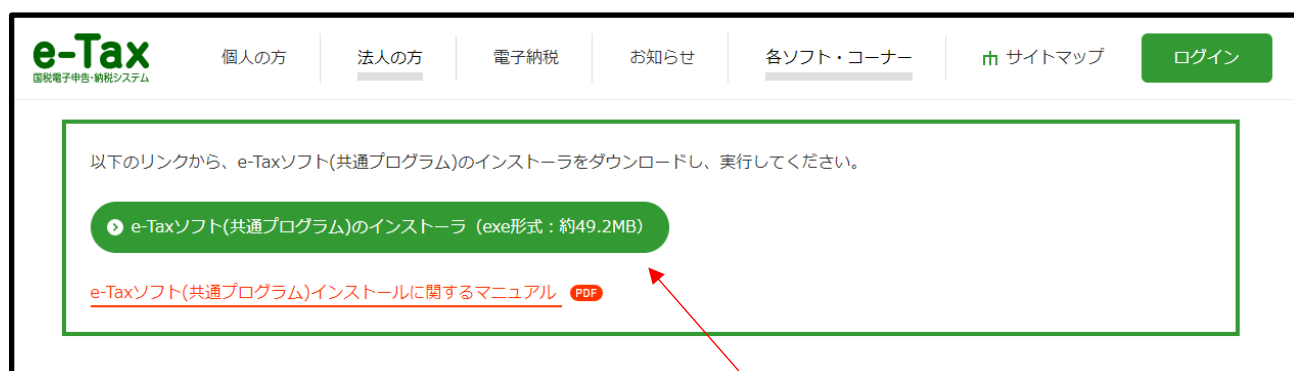 e-Tax
国税電子申告・納税システム
個人の方
法人の方
電子納税
お知らせ
各ソフト・コーナー
サイトマップ
ログイン
以下のリンクから、e-Taxソフト(共通プログラム)のインストーラをダウンロードし、実行してください。
e-Taxソフト(共通プログラム)のインストーラ（exe形式：約49.2MB）
e-Taxソフト(共通プログラム)インストールに関するマニュアル PDF